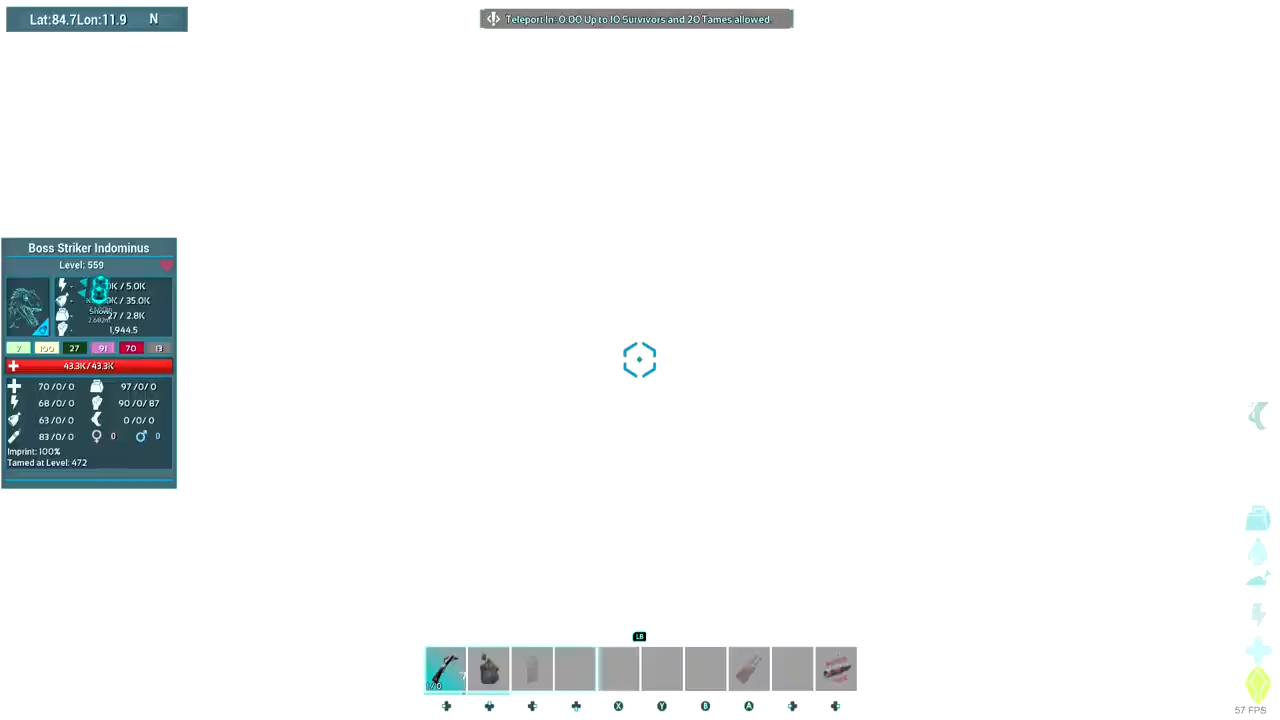 Lat:84.7Lon:11.9 N
Teleport In: 0:00 Up to 10 Survivors and 20 Tames allowed.
Boss Striker Indominus
Level: 559
/ 5.0K
/ 35.0K
/ 2.8K
1,944.5
7 100 27 91 70 13
43.3K/43.3K
70/0/0 97/0/0
68/0/0 90/0/87
63/0/0 0/0/0
83/0/0 0 0
Imprint: 100%
Tamed at Level: 472
LB
X Y B A
57 FPS